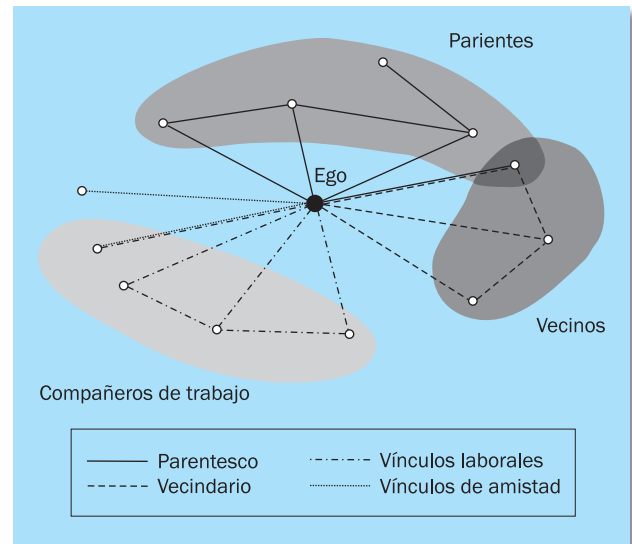 Parientes
Ego
Vecinos
Compañeros de trabajo
Parentesco
Vínculos laborales
Vecindario
Vínculos de amistad